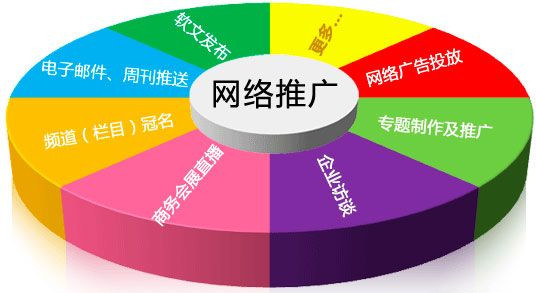 网络推广
更多...
网络广告投放
专题制作及推广
企业访谈
商务会展直播
频道（栏目）冠名
电子邮件、周刊推送
软文发布